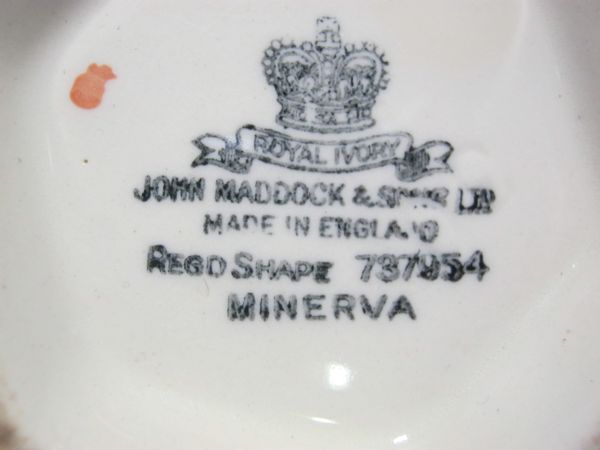 ROYAL IVORY
JOHN MADDOCK & SONS LTD
MADE IN ENGLAND
REGD SHAPE 737954
MINERVA